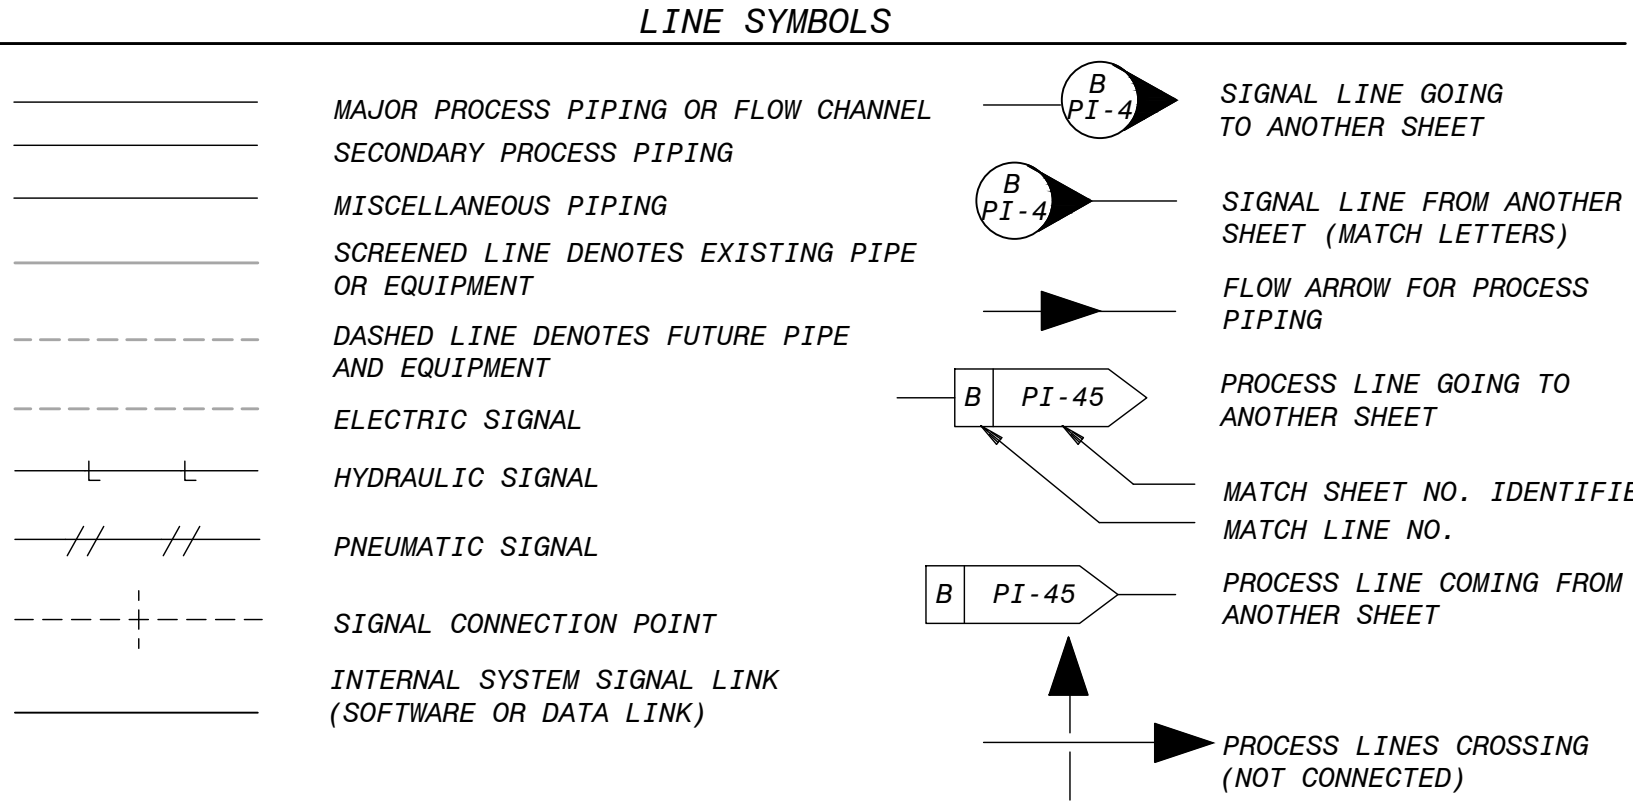 LINE SYMBOLS
MAJOR PROCESS PIPING OR FLOW CHANNEL
SECONDARY PROCESS PIPING
MISCELLANEOUS PIPING
SCREENED LINE DENOTES EXISTING PIPE
OR EQUIPMENT
DASHED LINE DENOTES FUTURE PIPE
AND EQUIPMENT
ELECTRIC SIGNAL
HYDRAULIC SIGNAL
PNEUMATIC SIGNAL
SIGNAL CONNECTION POINT
INTERNAL SYSTEM SIGNAL LINK
(SOFTWARE OR DATA LINK)
B
PI-4
SIGNAL LINE GOING
TO ANOTHER SHEET
B
PI-4
SIGNAL LINE FROM ANOTHER
SHEET (MATCH LETTERS)
FLOW ARROW FOR PROCESS
PIPING
B PI-45
PROCESS LINE GOING TO
ANOTHER SHEET
MATCH SHEET NO.
MATCH LINE NO.
B PI-45
PROCESS LINE COMING FROM
ANOTHER SHEET
PROCESS LINES CROSSING
(NOT CONNECTED)